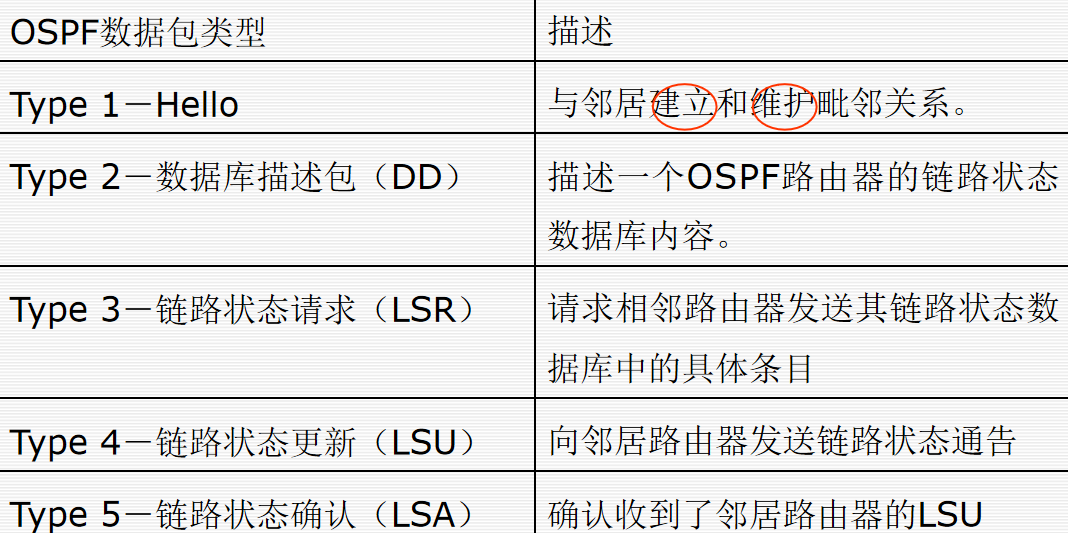 OSPF数据包类型
描述
Type 1－Hello
与邻居建立和维护毗邻关系。
Type 2－数据库描述包（DD）
描述一个OSPF路由器的链路状态
数据库内容。
Type 3－链路状态请求（LSR）
请求相邻路由器发送其链路状态数
据库中的具体条目
Type 4－链路状态更新（LSU）
向邻居路由器发送链路状态通告
Type 5－链路状态确认（LSA）
确认收到了邻居路由器的LSU